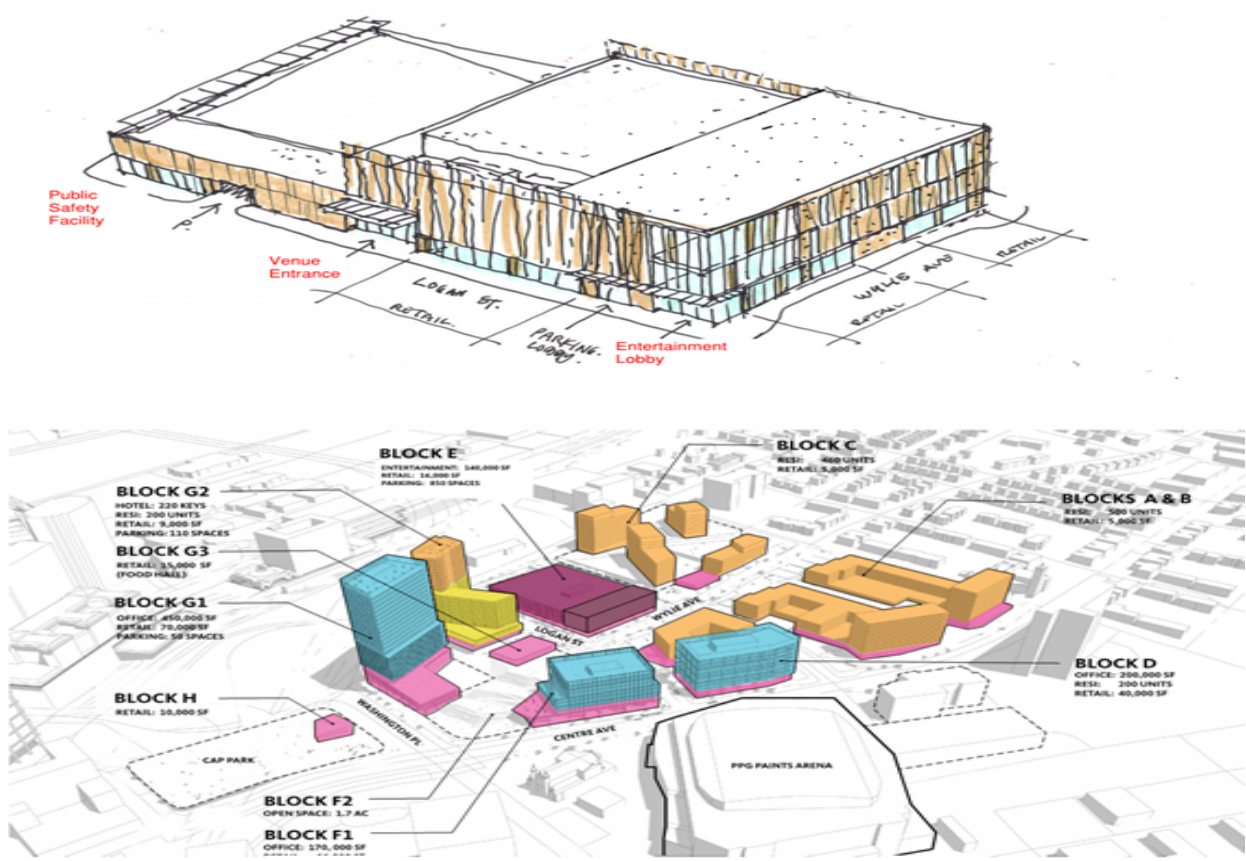 Public
Safety
Facility
P.
Venue
Entrance
LOGAN ST.
RETAIL.
PARKING.
LOBBY.
Entertainment
Lobby
WYLIE AVE
RETAIL
RETAIL
BLOCK E
ENTERTAINMENT: 140,000 SF
RETAIL: 16,000 SF
PARKING: 850 SPACES
BLOCK C
RESI: 460 UNITS
RETAIL: 5,000 SF
BLOCK G2
HOTEL: 220 KEYS
RESI: 200 UNITS
RETAIL: 9,000 SF
PARKING: 110 SPACES
BLOCKS A & B
RESI: 500 UNITS
RETAIL: 5,000 SF
BLOCK G3
RETAIL: 15,000 SF
(FOOD HALL)
BLOCK G1
OFFICE: 450,000 SF
RETAIL: 70,000 SF
PARKING: 50 SPACES
WYLIE AVE
LOGAN ST
BLOCK D
OFFICE: 200,000 SF
RESI: 200 UNITS
RETAIL: 40,000 SF
BLOCK H
RETAIL: 10,000 SF
WASHINGTON PL
CENTRE AVE
CAP PARK
PPG PAINTS ARENA
BLOCK F2
OPEN SPACE: 1.7 AC
BLOCK F1
OFFICE: 170,000 SF